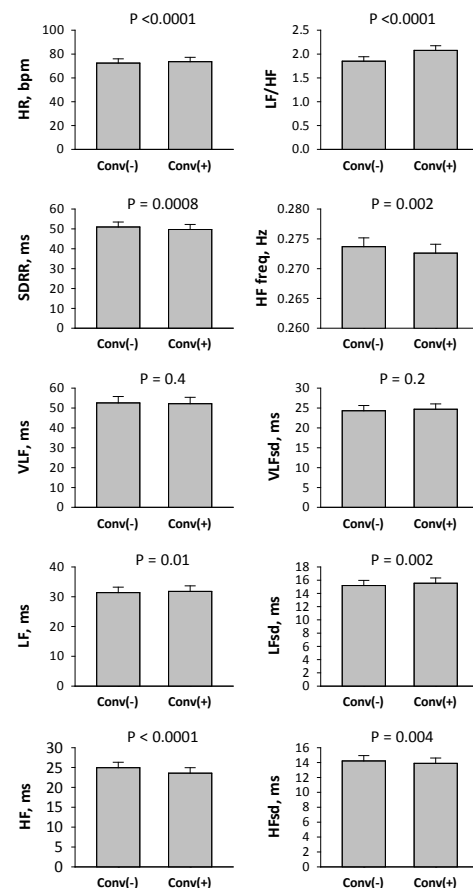 P <0.0001
HR, bpm
100
80
60
40
20
0
Conv(-) Conv(+)
P <0.0001
LF/HF
2.5
2.0
1.5
1.0
0.5
0.0
Conv(-) Conv(+)
P = 0.0008
SDRR, ms
60
50
40
30
20
10
0
Conv(-) Conv(+)
P = 0.002
HF freq, Hz
0.280
0.275
0.270
0.265
0.260
Conv(-) Conv(+)
P = 0.4
VLF, ms
60
50
40
30
20
10
0
Conv(-) Conv(+)
P = 0.2
VLFsd, ms
30
25
20
15
10
5
0
Conv(-) Conv(+)
P = 0.01
LF, ms
40
30
20
10
0
Conv(-) Conv(+)
P = 0.002
LFsd, ms
18
16
14
12
10
8
6
4
2
0
Conv(-) Conv(+)
P < 0.0001
HF, ms
30
25
20
15
10
5
0
Conv(-) Conv(+)
P = 0.004
HFsd, ms
16
14
12
10
8
6
4
2
0
Conv(-) Conv(+)